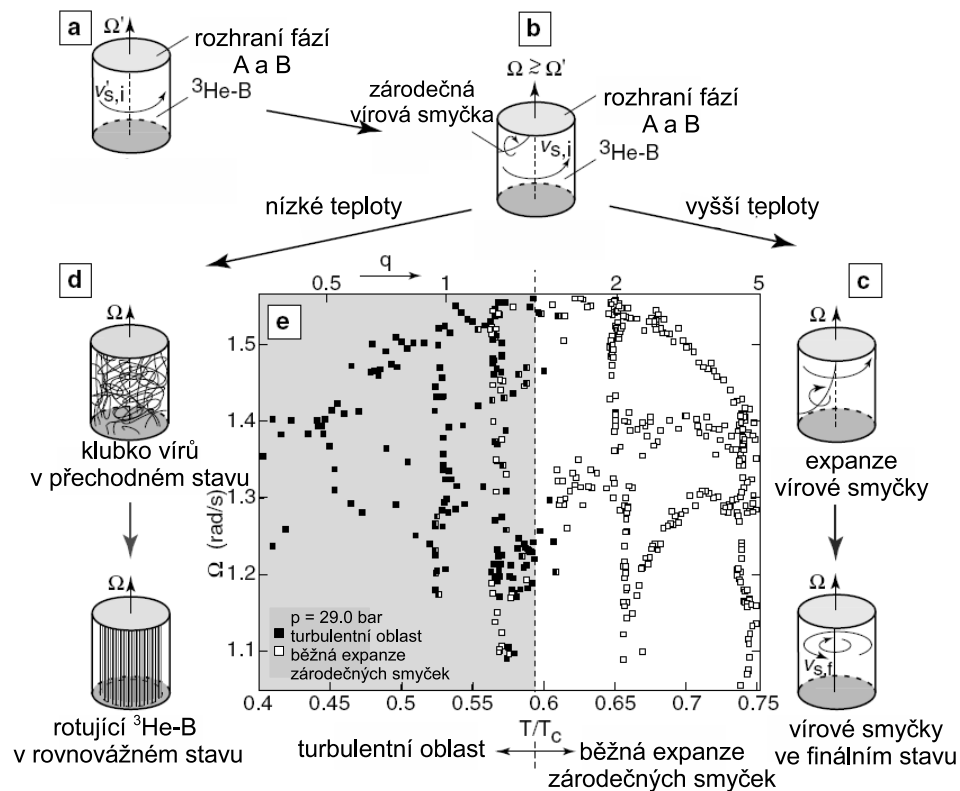 a
Ω'
rozhraní fází
A a B
v's,i
³He-B
b
Ω ≳ Ω'
zárodečná
vírová smyčka
rozhraní fází
A a B
vs,i
³He-B
nízké teploty
vyšší teploty
d
Ω
klubko vírů
v přechodném stavu
Ω
rotující ³He-B
v rovnovážném stavu
q
0.5 1 2 5
e
1.5
1.4
1.3
1.2
1.1
Ω (rad/s)
p = 29.0 bar
turbulentní oblast
běžná expanze
zárodečných smyček
0.4 0.45 0.5 0.55 0.6 0.65 0.7 0.75
T/Tc
turbulentní oblast
běžná expanze
zárodečných smyček
c
Ω
expanze
vírové smyčky
Ω
vs,f
vírové smyčky
ve finálním stavu